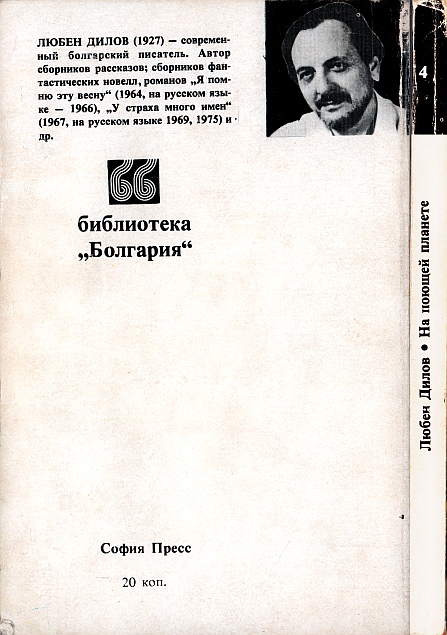 ЛЮБЕН ДИЛОВ (1927) — современ-
ный болгарский писатель. Автор
сборников рассказов; сборников фан-
тастических новелл, романов „Я пом-
ню эту весну“ (1964, на русском язы-
ке — 1966), „У страха много имен“
(1967, на русском языке 1969, 1975) и
др.
библиотека
„Болгария“
София Пресс
20 коп.
4
Любен Дилов • На поющей планете